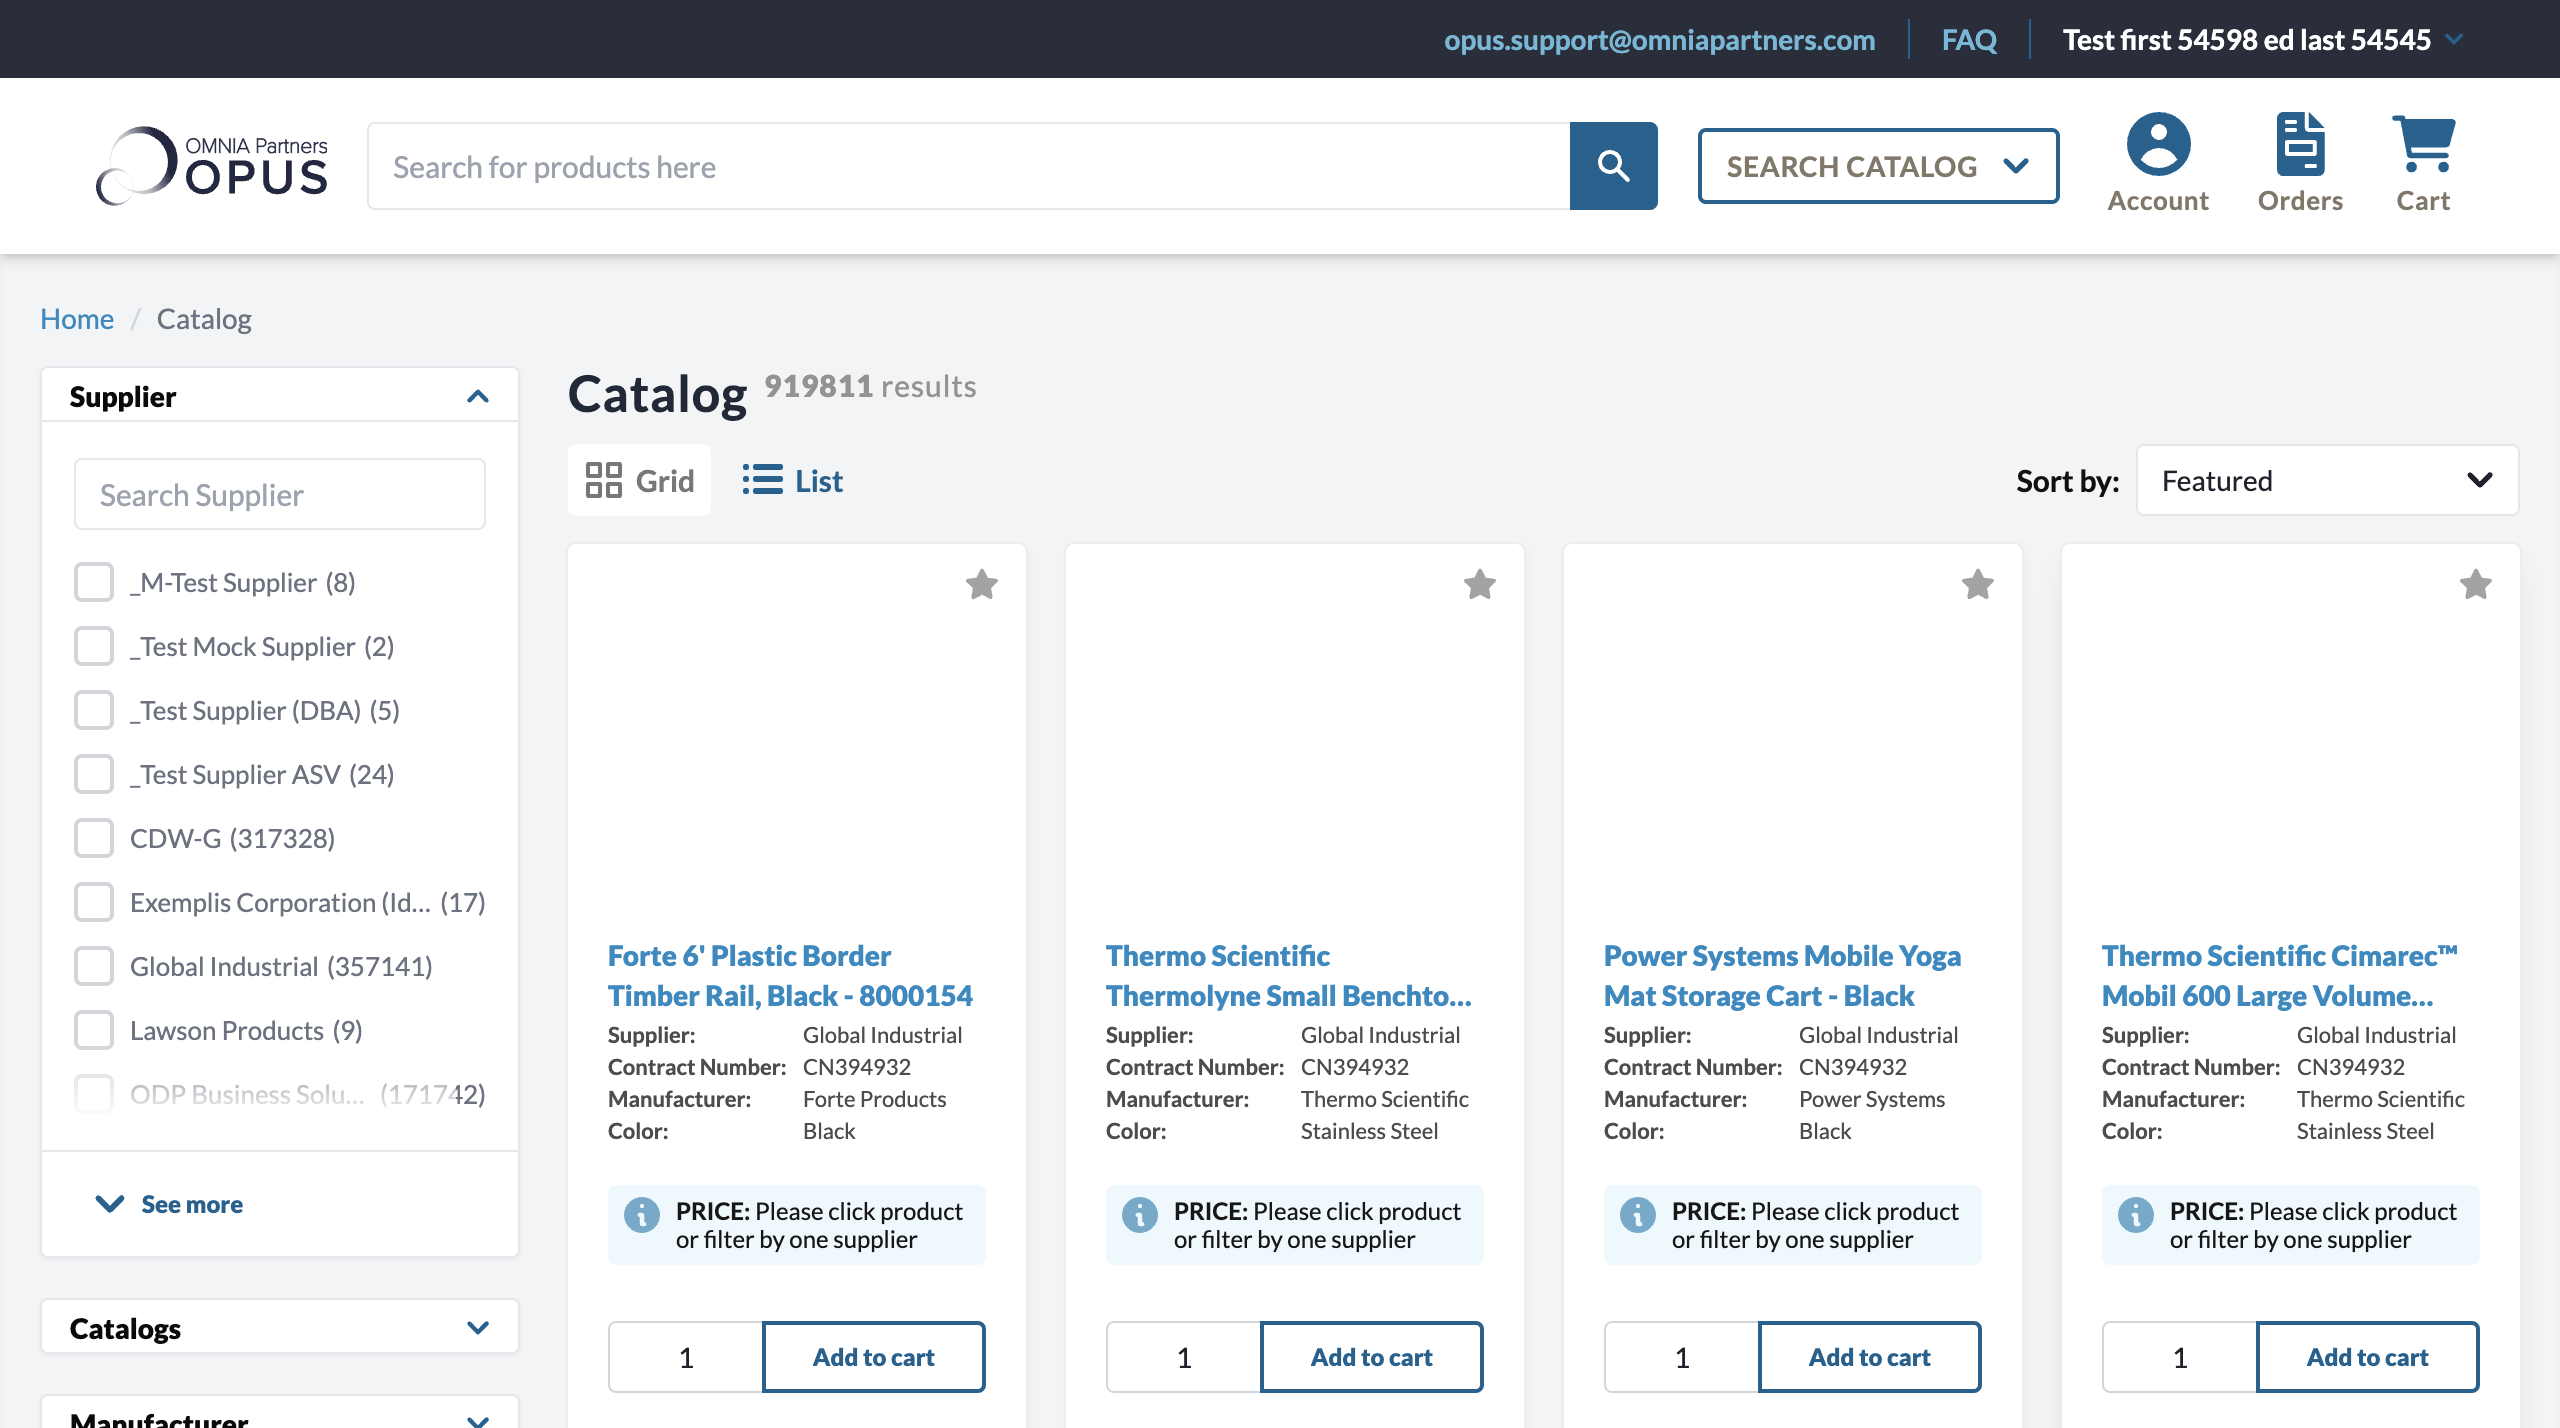 opus.support@omniapartners.com
FAQ
Test first 54598 ed last 54545
OMNIA Partners
OPUS
Search for products here
SEARCH CATALOG
Account
Orders
Cart
Home / Catalog
Supplier
Search Supplier
_M-Test Supplier (8)
_Test Mock Supplier (2)
_Test Supplier (DBA) (5)
_Test Supplier ASV (24)
CDW-G (317328)
Exemplis Corporation (Id... (17)
Global Industrial (357141)
Lawson Products (9)
ODP Business Solu... (171742)
See more
Catalogs
Manufacturer
Catalog 919811 results
Grid
List
Sort by: Featured
Forte 6' Plastic Border
Timber Rail, Black - 8000154
Supplier: Global Industrial
Contract Number: CN394932
Manufacturer: Forte Products
Color: Black
PRICE: Please click product
or filter by one supplier
1
Add to cart
Thermo Scientific
Thermolyne Small Benchto...
Supplier: Global Industrial
Contract Number: CN394932
Manufacturer: Thermo Scientific
Color: Stainless Steel
PRICE: Please click product
or filter by one supplier
1
Add to cart
Power Systems Mobile Yoga
Mat Storage Cart - Black
Supplier: Global Industrial
Contract Number: CN394932
Manufacturer: Power Systems
Color: Black
PRICE: Please click product
or filter by one supplier
1
Add to cart
Thermo Scientific Cimarec™
Mobil 600 Large Volume...
Supplier: Global Industrial
Contract Number: CN394932
Manufacturer: Thermo Scientific
Color: Stainless Steel
PRICE: Please click product
or filter by one supplier
1
Add to cart